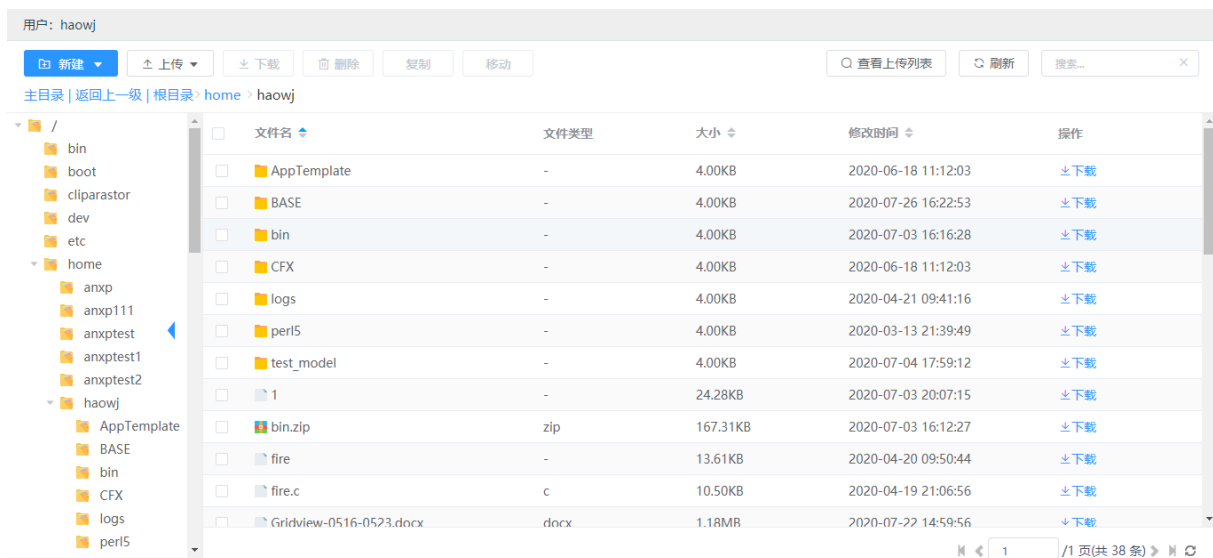 用户：haowj
新建 上传 下载 删除 复制 移动 查看上传列表 刷新 搜索...
主目录 | 返回上一级 | 根目录 > home > haowj
/
bin
boot
cliparastor
dev
etc
home
anxp
anxp111
anxptest
anxptest1
anxptest2
haowj
AppTemplate
BASE
bin
CFX
logs
perl5
文件名 文件类型 大小 修改时间 操作
AppTemplate - 4.00KB 2020-06-18 11:12:03 下载
BASE - 4.00KB 2020-07-26 16:22:53 下载
bin - 4.00KB 2020-07-03 16:16:28 下载
CFX - 4.00KB 2020-06-18 11:12:03 下载
logs - 4.00KB 2020-04-21 09:41:16 下载
perl5 - 4.00KB 2020-03-13 21:39:49 下载
test_model - 4.00KB 2020-07-04 17:59:12 下载
1 - 24.28KB 2020-07-03 20:07:15 下载
bin.zip zip 167.31KB 2020-07-03 16:12:27 下载
fire - 13.61KB 2020-04-20 09:50:44 下载
fire.c c 10.50KB 2020-04-19 21:06:56 下载
Gridview-0516-0523.docx docx 1.18MB 2020-07-22 14:59:56 下载
1 /1 页(共 38 条)